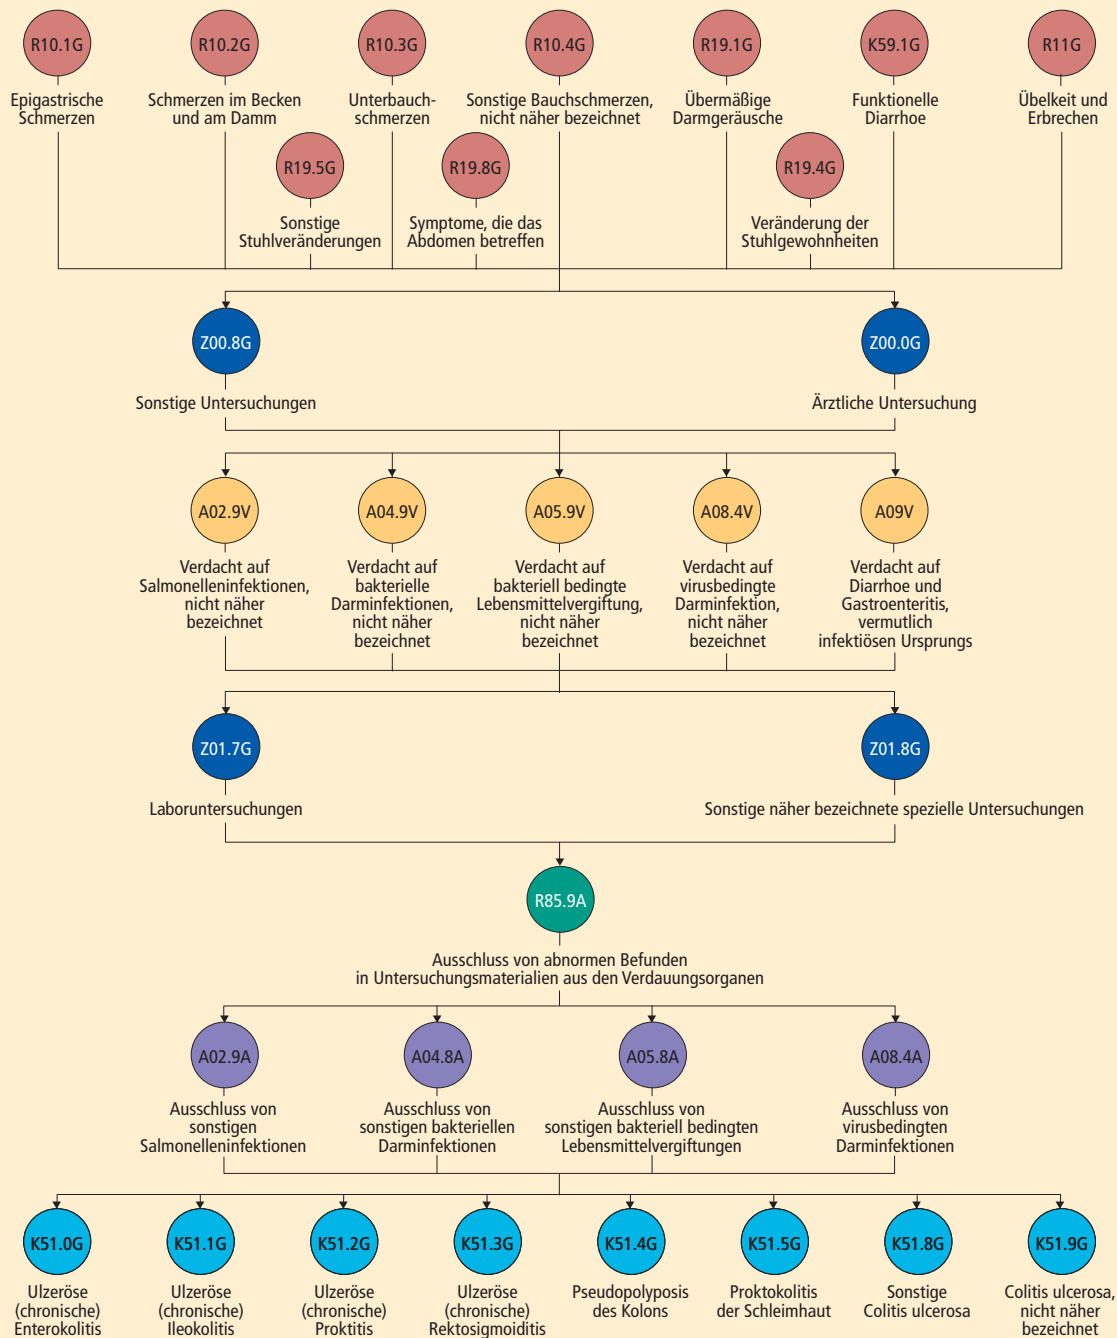 R10.1G
R10.2G
R10.3G
R10.4G
R19.1G
K59.1G
R11G
Epigastrische
Schmerzen
Schmerzen im Becken
und am Damm
Unterbauch-
schmerzen
Sonstige Bauchschmerzen,
nicht näher bezeichnet
Übermäßige
Darmgeräusche
Funktionelle
Diarrhoe
Übelkeit und
Erbrechen
R19.5G
R19.8G
R19.4G
Sonstige
Stuhlveränderungen
Symptome, die das
Abdomen betreffen
Veränderung der
Stuhlgewohnheiten
Z00.8G
Z00.0G
Sonstige Untersuchungen
Ärztliche Untersuchung
A02.9V
A04.9V
A05.9V
A08.4V
A09V
Verdacht auf
Salmonelleninfektionen,
nicht näher
bezeichnet
Verdacht auf
bakterielle
Darminfektionen,
nicht näher
bezeichnet
Verdacht auf
bakteriell bedingte
Lebensmittelvergiftung,
nicht näher
bezeichnet
Verdacht auf
virusbedingte
Darminfektion,
nicht näher
bezeichnet
Verdacht auf
Diarrhoe und
Gastroenteritis,
vermutlich
infektiösen Ursprungs
Z01.7G
Z01.8G
Laboruntersuchungen
Sonstige näher bezeichnete spezielle Untersuchungen
R85.9A
Ausschluss von abnormen Befunden
in Untersuchungsmaterialien aus den Verdauungsorganen
A02.9A
A04.8A
A05.8A
A08.4A
Ausschluss von
sonstigen
Salmonelleninfektionen
Ausschluss von
sonstigen bakteriellen
Darminfektionen
Ausschluss von
sonstigen bakteriell bedingten
Lebensmittelvergiftungen
Ausschluss von
virusbedingten
Darminfektionen
K51.0G
K51.1G
K51.2G
K51.3G
K51.4G
K51.5G
K51.8G
K51.9G
Ulzeröse
(chronische)
Enterokolitis
Ulzeröse
(chronische)
Ileokolitis
Ulzeröse
(chronische)
Proktitis
Ulzeröse
(chronische)
Rektosigmoiditis
Pseudopolyposis
des Kolons
Proktokolitis
der Schleimhaut
Sonstige
Colitis ulcerosa
Colitis ulcerosa,
nicht näher
bezeichnet